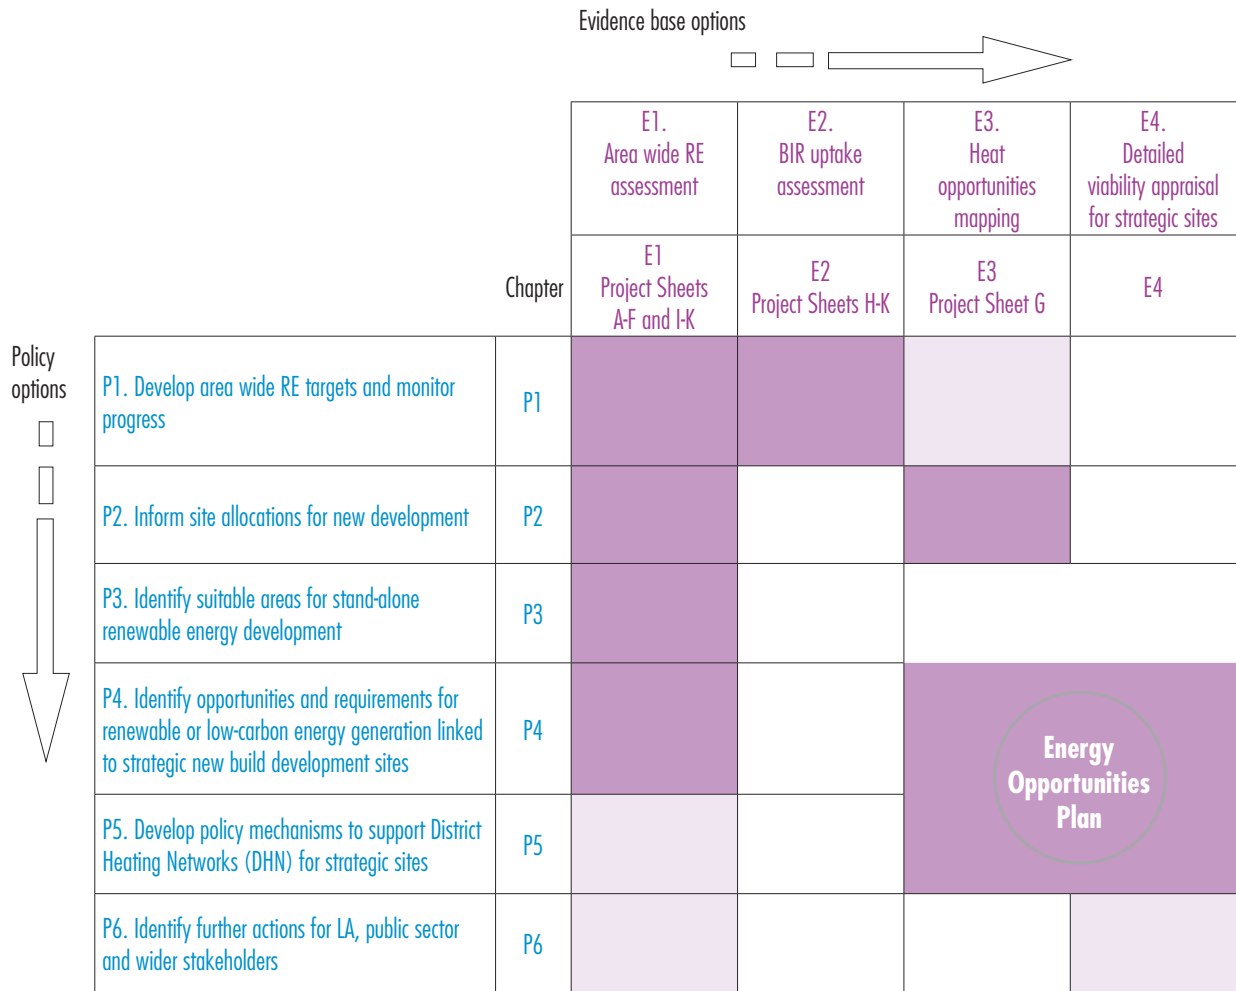 Evidence base options
E1.
Area wide RE
assessment
E2.
BIR uptake
assessment
E3.
Heat
opportunities
mapping
E4.
Detailed
viability appraisal
for strategic sites
Chapter
E1
Project Sheets
A-F and I-K
E2
Project Sheets H-K
E3
Project Sheet G
E4
Policy
options
P1. Develop area wide RE targets and monitor
progress
P1
P2. Inform site allocations for new development
P2
P3. Identify suitable areas for stand-alone
renewable energy development
P3
P4. Identify opportunities and requirements for
renewable or low-carbon energy generation linked
to strategic new build development sites
P4
Energy
Opportunities
Plan
P5. Develop policy mechanisms to support District
Heating Networks (DHN) for strategic sites
P5
P6. Identify further actions for LA, public sector
and wider stakeholders
P6